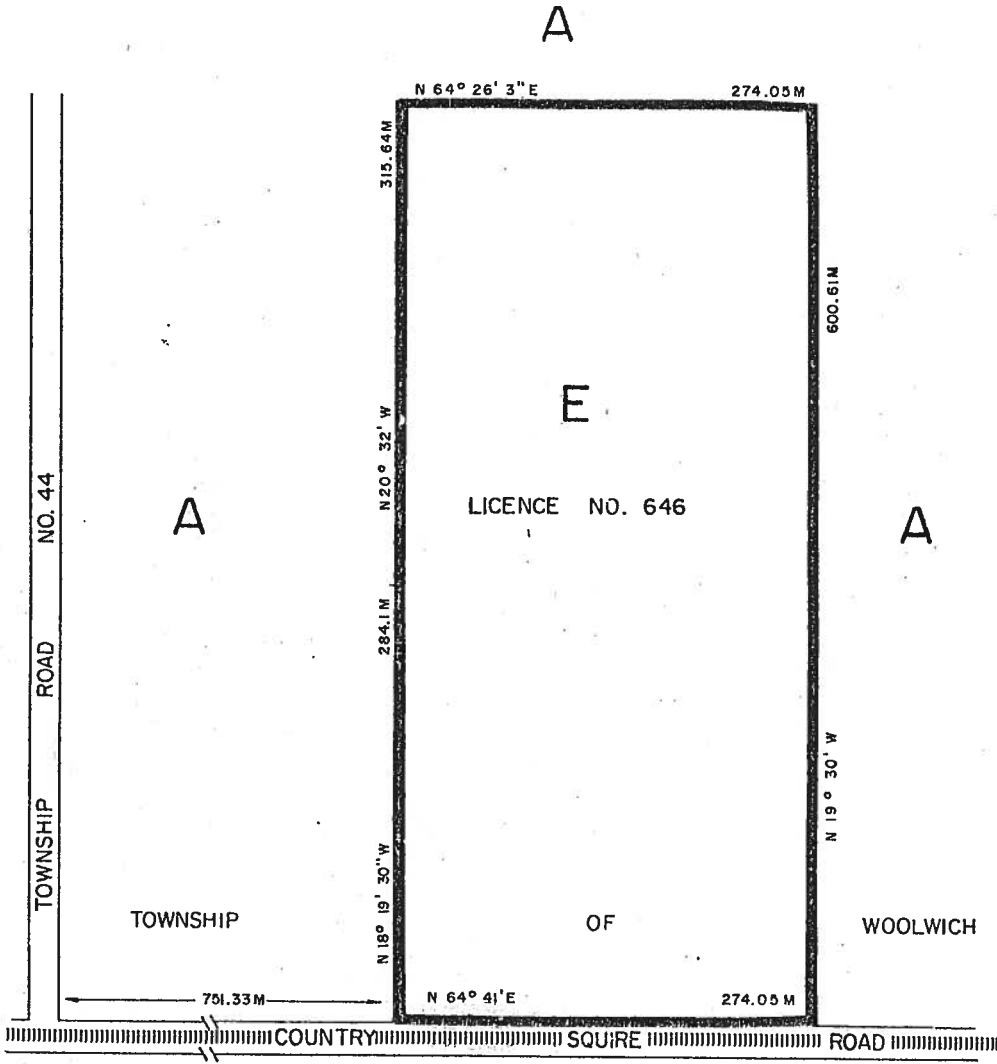 A
N 64° 26' 3" E 274.05M
315.64M
600.61M
N20° 32' W
E
LICENCE NO. 646
A
A
284.1 M
N 19° 30' W
N 18° 19' 30" W
TOWNSHIP ROAD NO. 44
TOWNSHIP OF WOOLWICH
751.33M
N 64° 41' E 274.05 M
COUNTRY SQUIRE ROAD